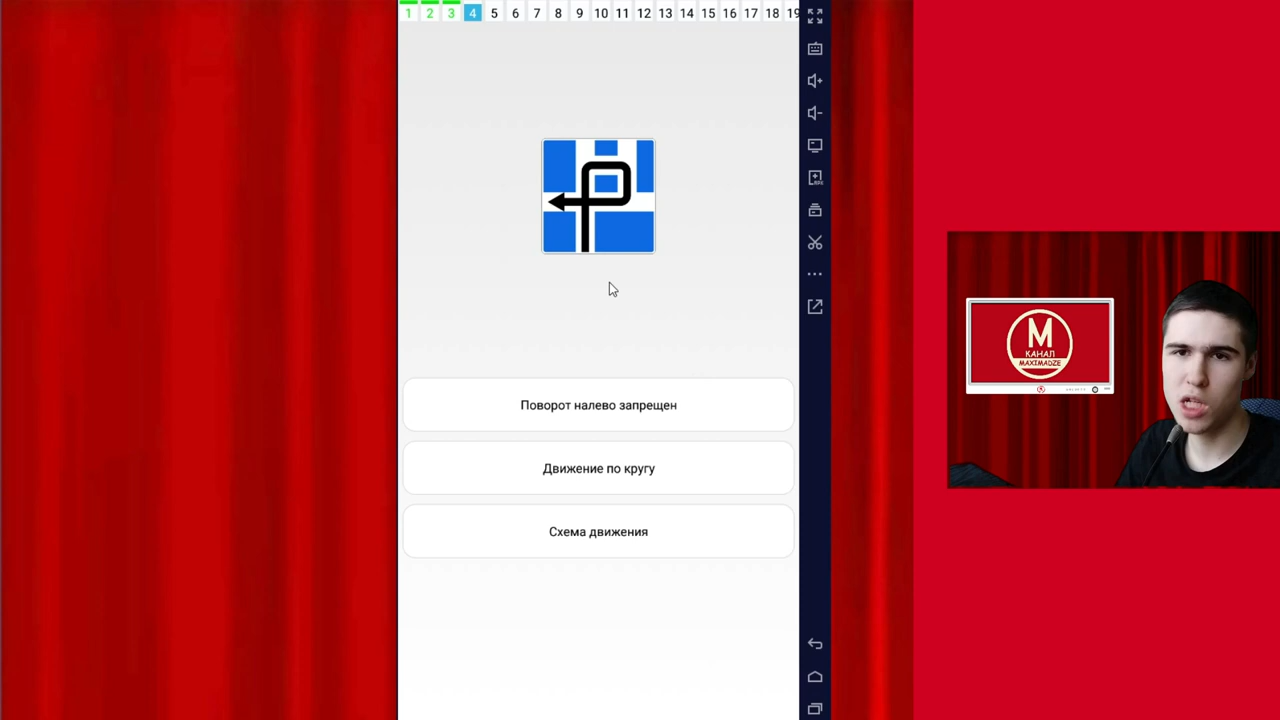 1 2 3 4 5 6 7 8 9 10 11 12 13 14 15 16 17 18 19
Поворот налево запрещен
Движение по кругу
Схема движения
М
КАНАЛ
MAXIMADZE